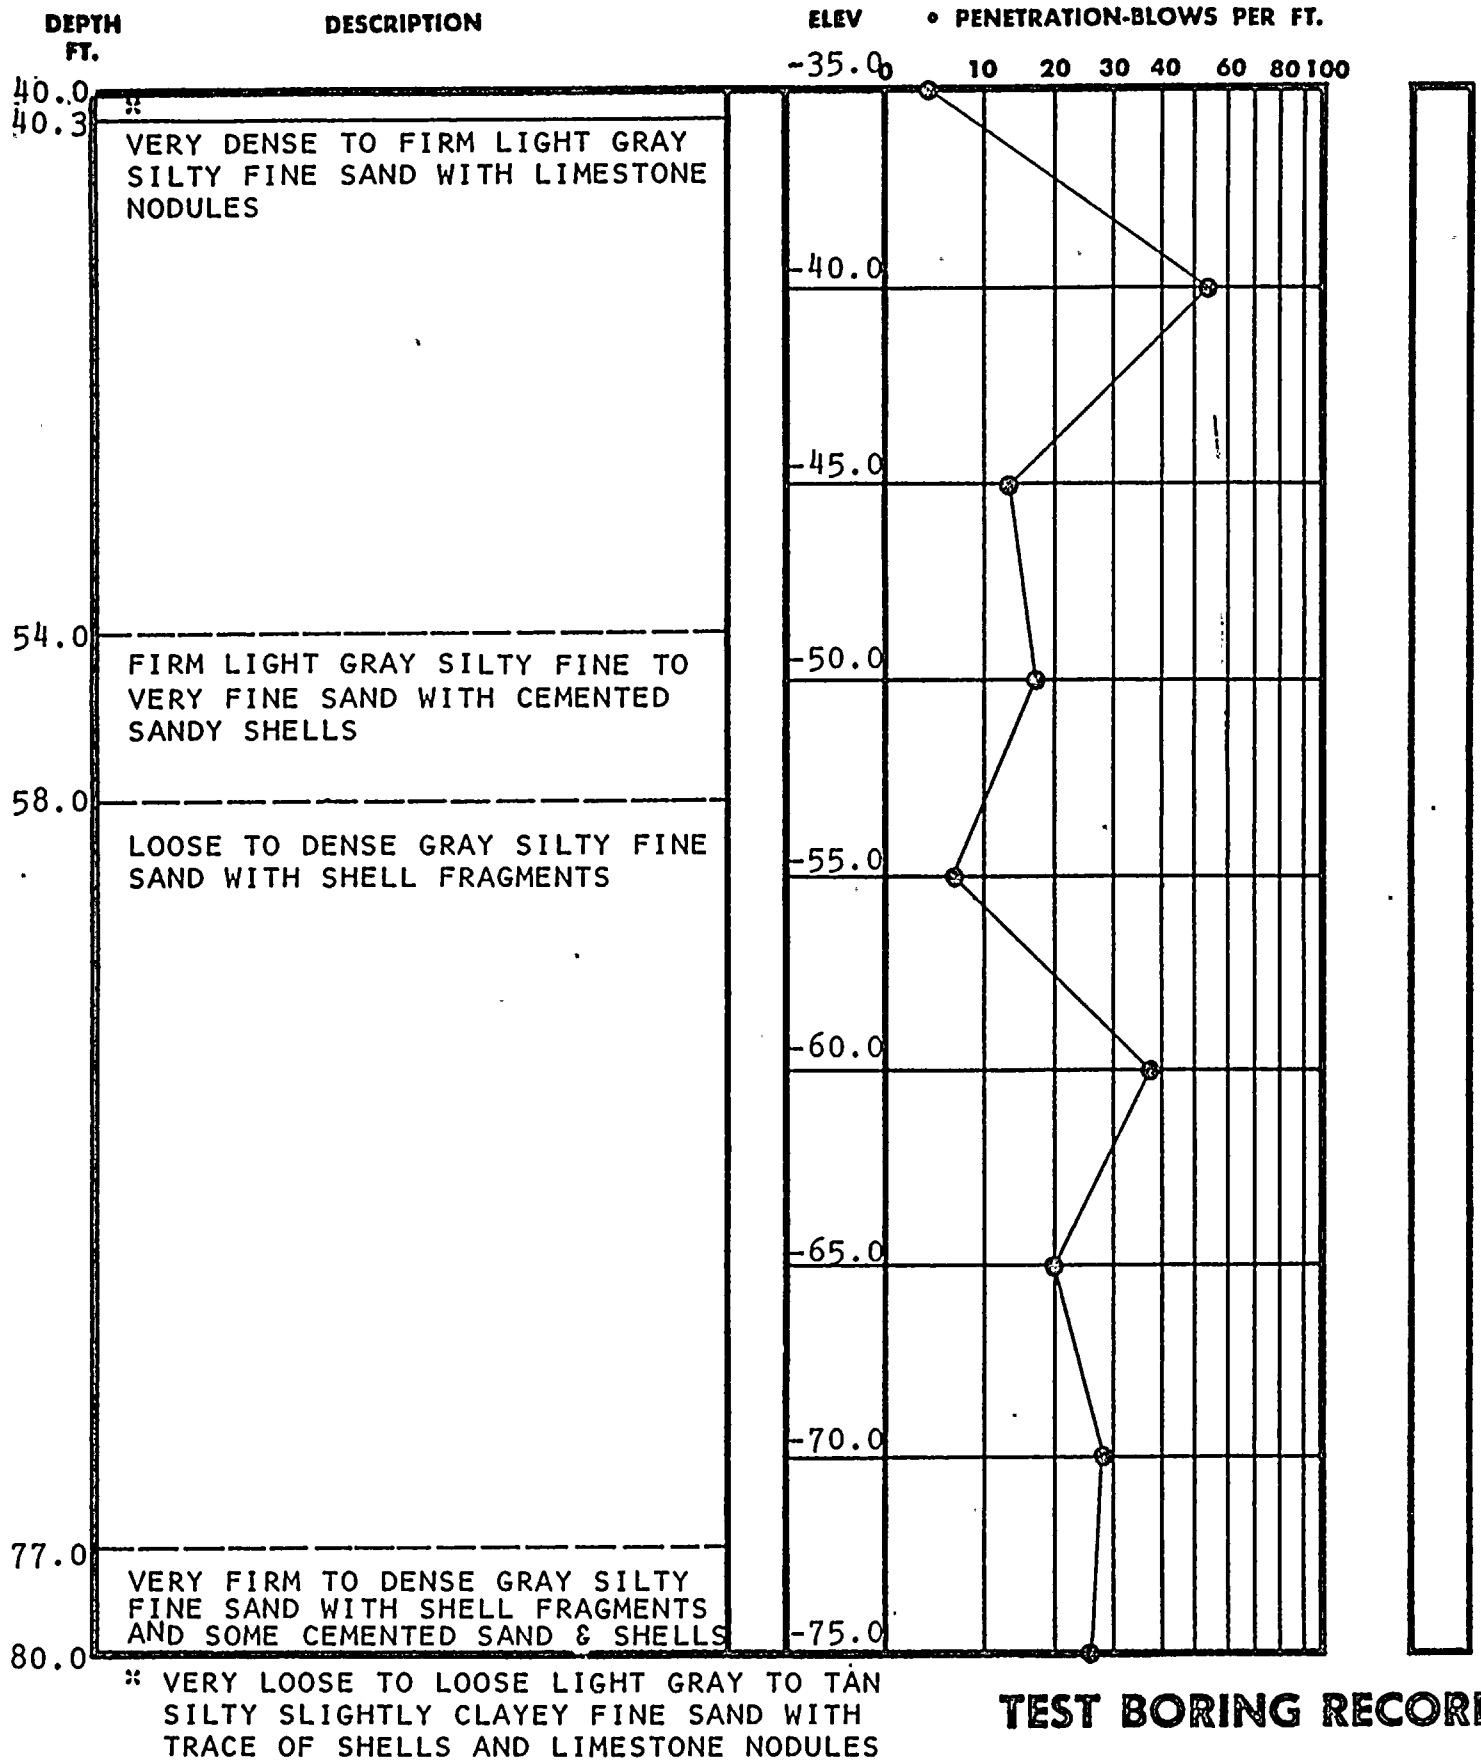 DEPTH FT.
DESCRIPTION
ELEV
• PENETRATION-BLOWS PER FT.
-35.0
0 10 20 30 40 60 80 100
40.0
※
40.3
VERY DENSE TO FIRM LIGHT GRAY
SILTY FINE SAND WITH LIMESTONE
NODULES
-40.0
-45.0
54.0
FIRM LIGHT GRAY SILTY FINE TO
VERY FINE SAND WITH CEMENTED
SANDY SHELLS
-50.0
58.0
LOOSE TO DENSE GRAY SILTY FINE
SAND WITH SHELL FRAGMENTS
-55.0
-60.0
-65.0
-70.0
77.0
VERY FIRM TO DENSE GRAY SILTY
FINE SAND WITH SHELL FRAGMENTS
AND SOME CEMENTED SAND & SHELLS
-75.0
80.0
※ VERY LOOSE TO LOOSE LIGHT GRAY TO TAN
SILTY SLIGHTLY CLAYEY FINE SAND WITH
TRACE OF SHELLS AND LIMESTONE NODULES
TEST BORING RECOR